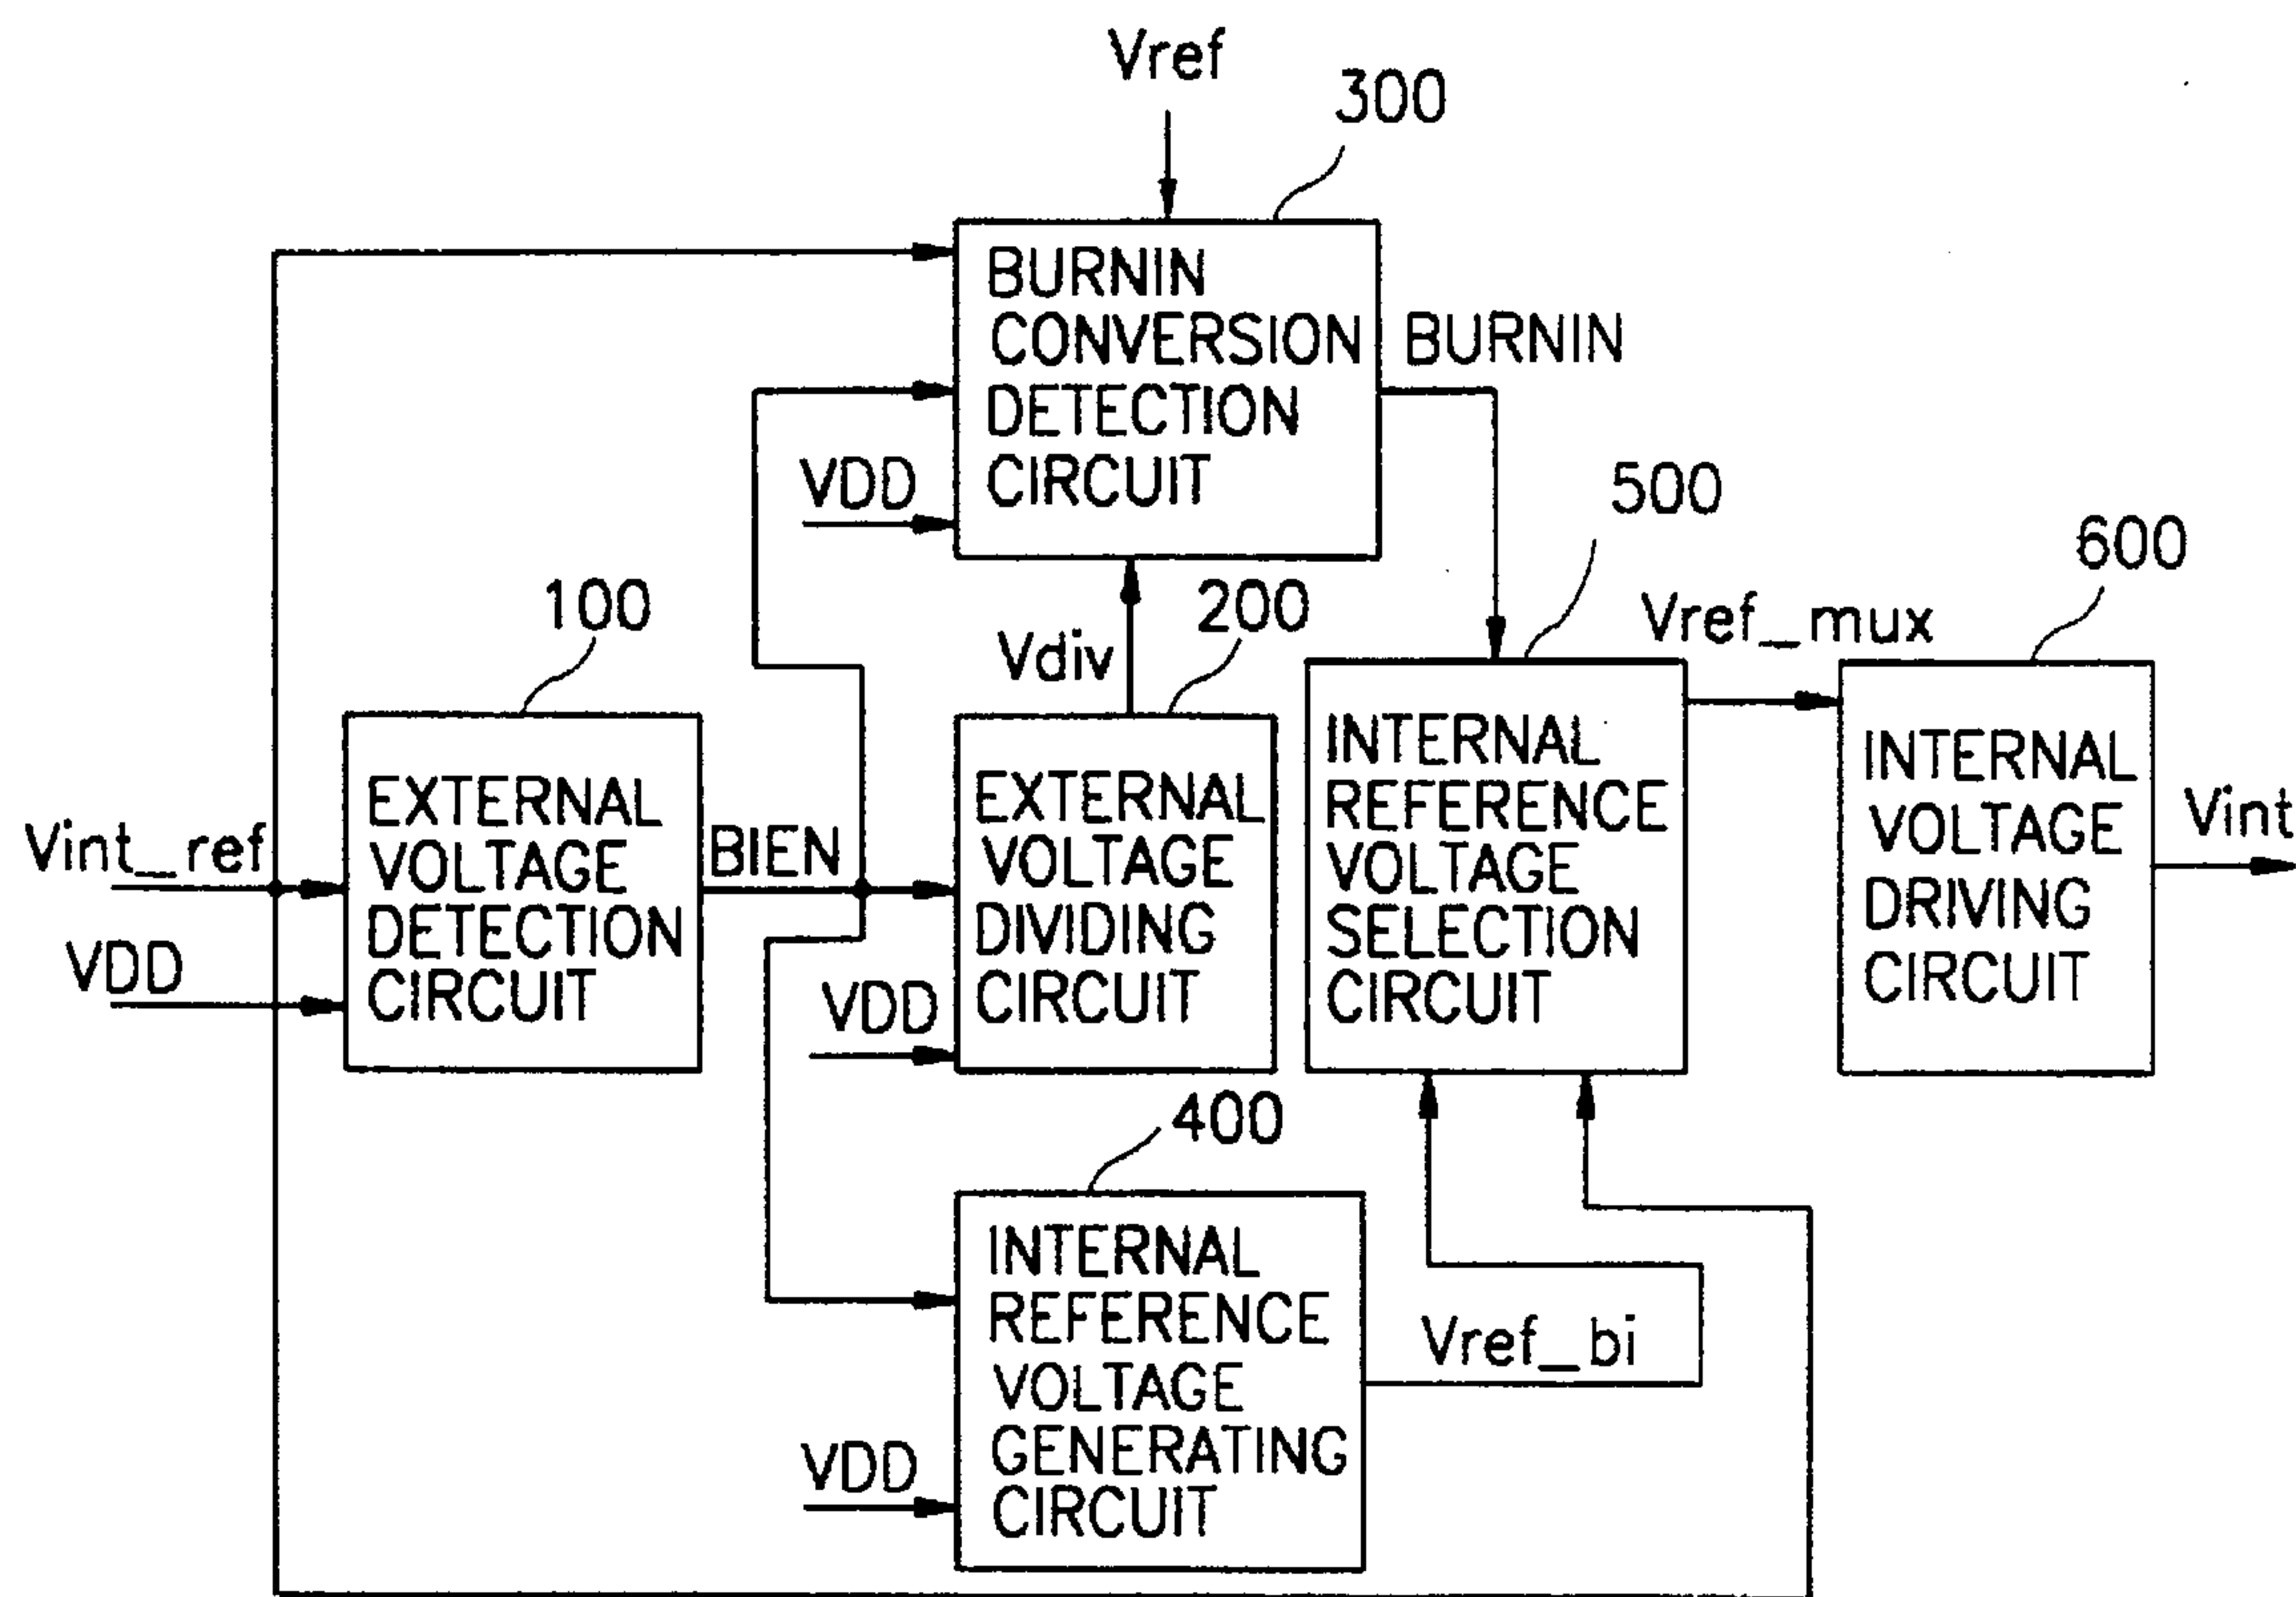 Vref
300
BURNIN
CONVERSION
DETECTION
CIRCUIT
BURNIN
VDD
500
600
100
200
Vdiv
Vref_mux
EXTERNAL
VOLTAGE
DETECTION
CIRCUIT
Vint_ref
VDD
BIEN
EXTERNAL
VOLTAGE
DIVIDING
CIRCUIT
VDD
INTERNAL
REFERENCE
VOLTAGE
SELECTION
CIRCUIT
INTERNAL
VOLTAGE
DRIVING
CIRCUIT
Vint
400
INTERNAL
REFERENCE
VOLTAGE
GENERATING
CIRCUIT
Vref_bi
VDD